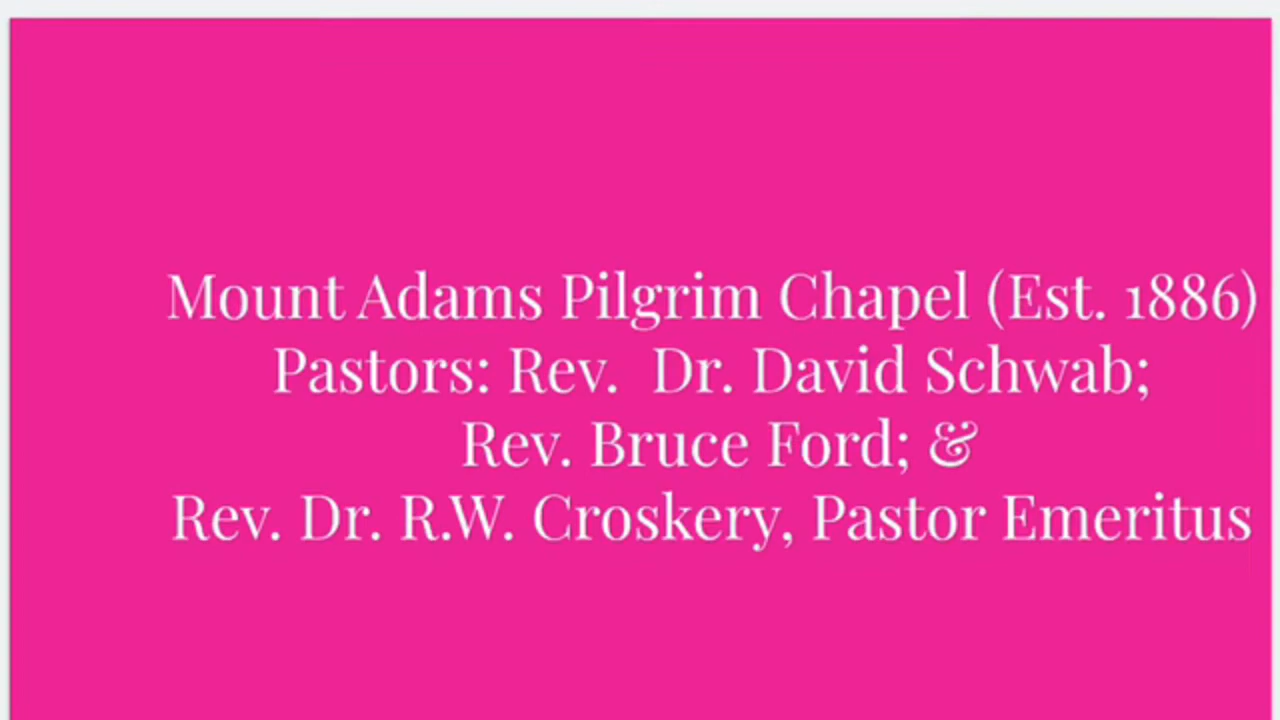 Mount Adams Pilgrim Chapel (Est. 1886)
Pastors: Rev.  Dr. David Schwab;
Rev. Bruce Ford; &
Rev. Dr. R.W. Croskery, Pastor Emeritus